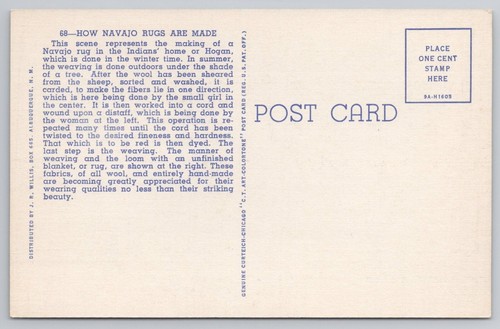 68—HOW NAVAJO RUGS ARE MADE
This scene represents the making of a
Navajo rug in the Indians' home or Hogan,
which is done in the winter time. In summer,
the weaving is done outdoors under the shade
of a tree. After the wool has been sheared
from the sheep, sorted and washed, it is
carded, to make the fibers lie in one direction,
which is here being done by the small girl in
the center. It is then worked into a cord and
wound upon a distaff, which is being done by
the woman at the left. This operation is re-
peated many times until the cord has been
twisted to the desired fineness and hardness.
That which is to be red is then dyed. The
last step is the weaving. The manner of
weaving and the loom with an unfinished
blanket, or rug, are shown at the right. These
fabrics, of all wool, and entirely hand-made
are becoming greatly appreciated for their
wearing qualities no less than their striking
beauty.
DISTRIBUTED BY J. R. WILLIS, BOX 665, ALBUQUERQUE, N. M.
GENUINE CURTEICH-CHICAGO "C.T. ART-COLORTONE" POST CARD (REG. U.S. PAT. OFF.)
POST CARD
PLACE
ONE CENT
STAMP
HERE
9A-H1605